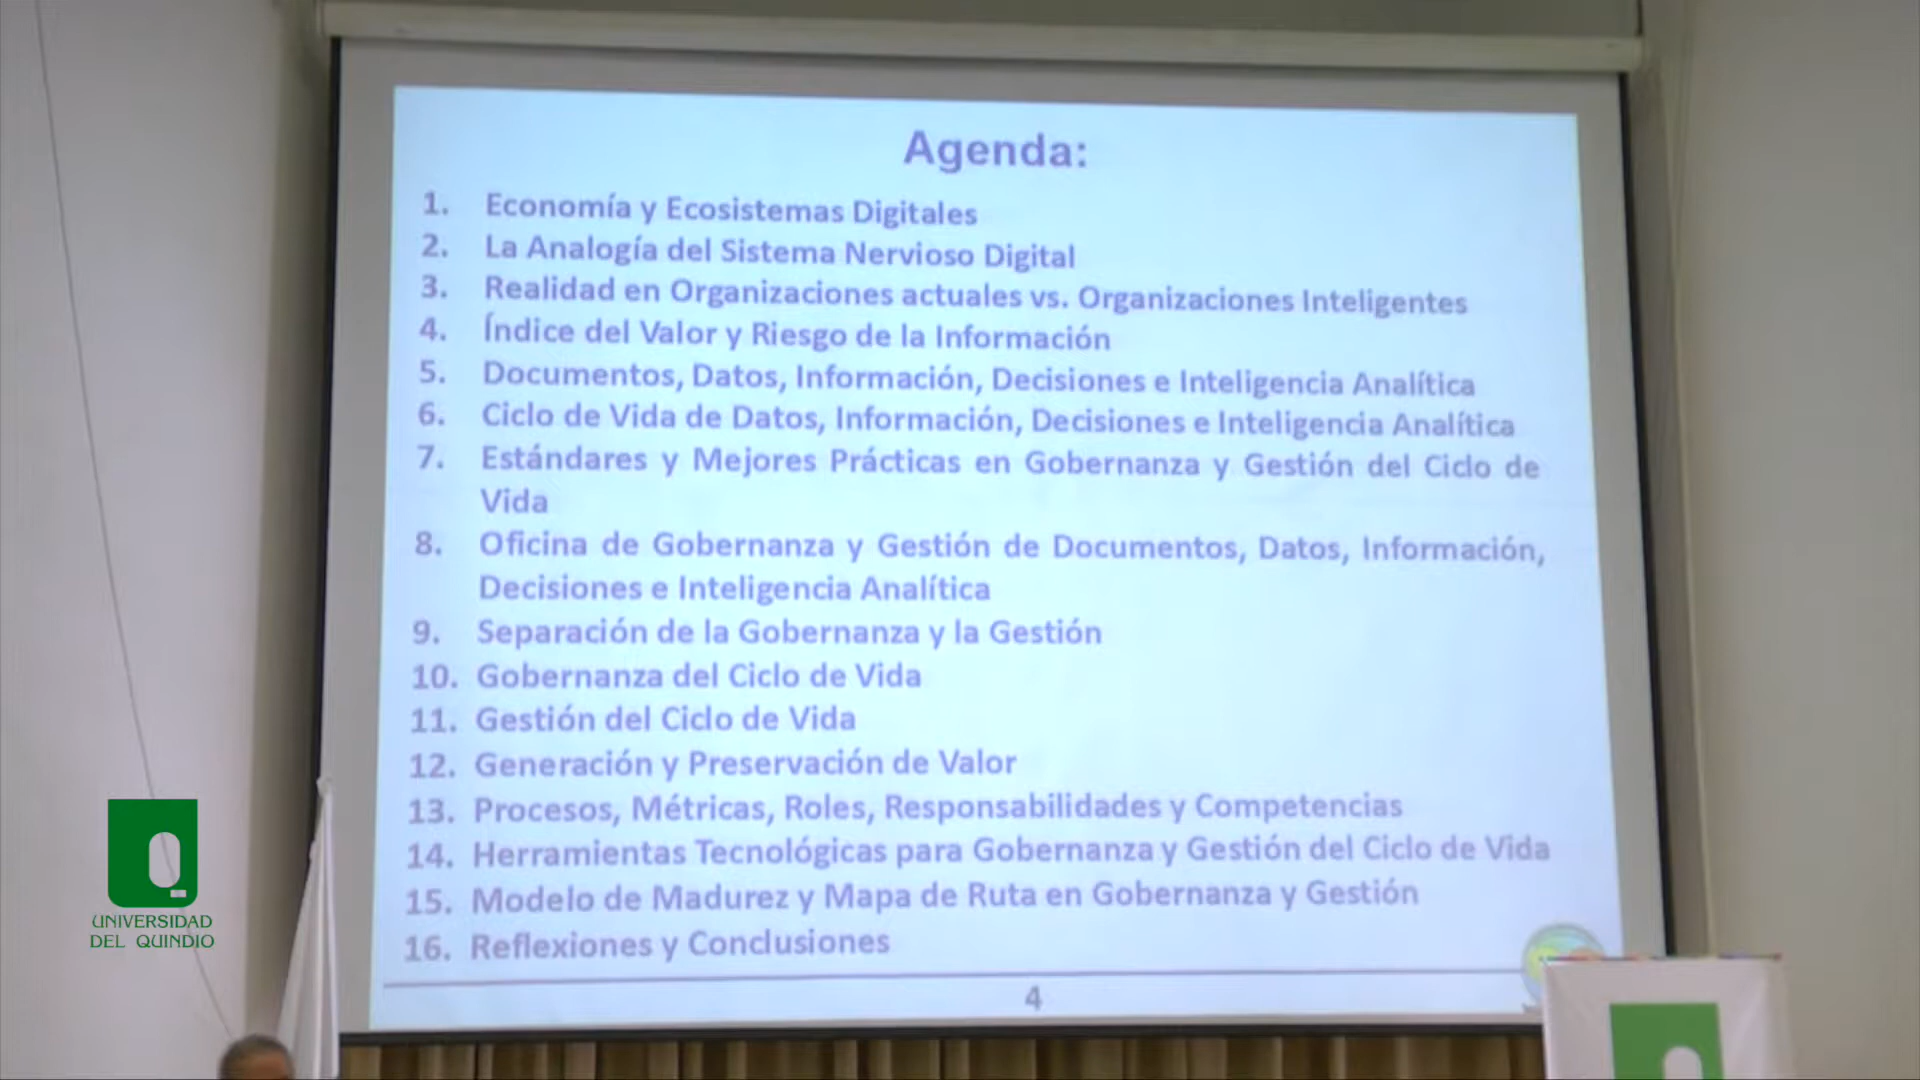 Agenda:
1. Economía y Ecosistemas Digitales
2. La Analogía del Sistema Nervioso Digital
3. Realidad en Organizaciones actuales vs. Organizaciones Inteligentes
4. Índice del Valor y Riesgo de la Información
5. Documentos, Datos, Información, Decisiones e Inteligencia Analítica
6. Ciclo de Vida de Datos, Información, Decisiones e Inteligencia Analítica
7. Estándares y Mejores Prácticas en Gobernanza y Gestión del Ciclo de
Vida
8. Oficina de Gobernanza y Gestión de Documentos, Datos, Información,
Decisiones e Inteligencia Analítica
9. Separación de la Gobernanza y la Gestión
10. Gobernanza del Ciclo de Vida
11. Gestión del Ciclo de Vida
12. Generación y Preservación de Valor
13. Procesos, Métricas, Roles, Responsabilidades y Competencias
14. Herramientas Tecnológicas para Gobernanza y Gestión del Ciclo de Vida
15. Modelo de Madurez y Mapa de Ruta en Gobernanza y Gestión
16. Reflexiones y Conclusiones
4
UNIVERSIDAD
DEL QUINDIO